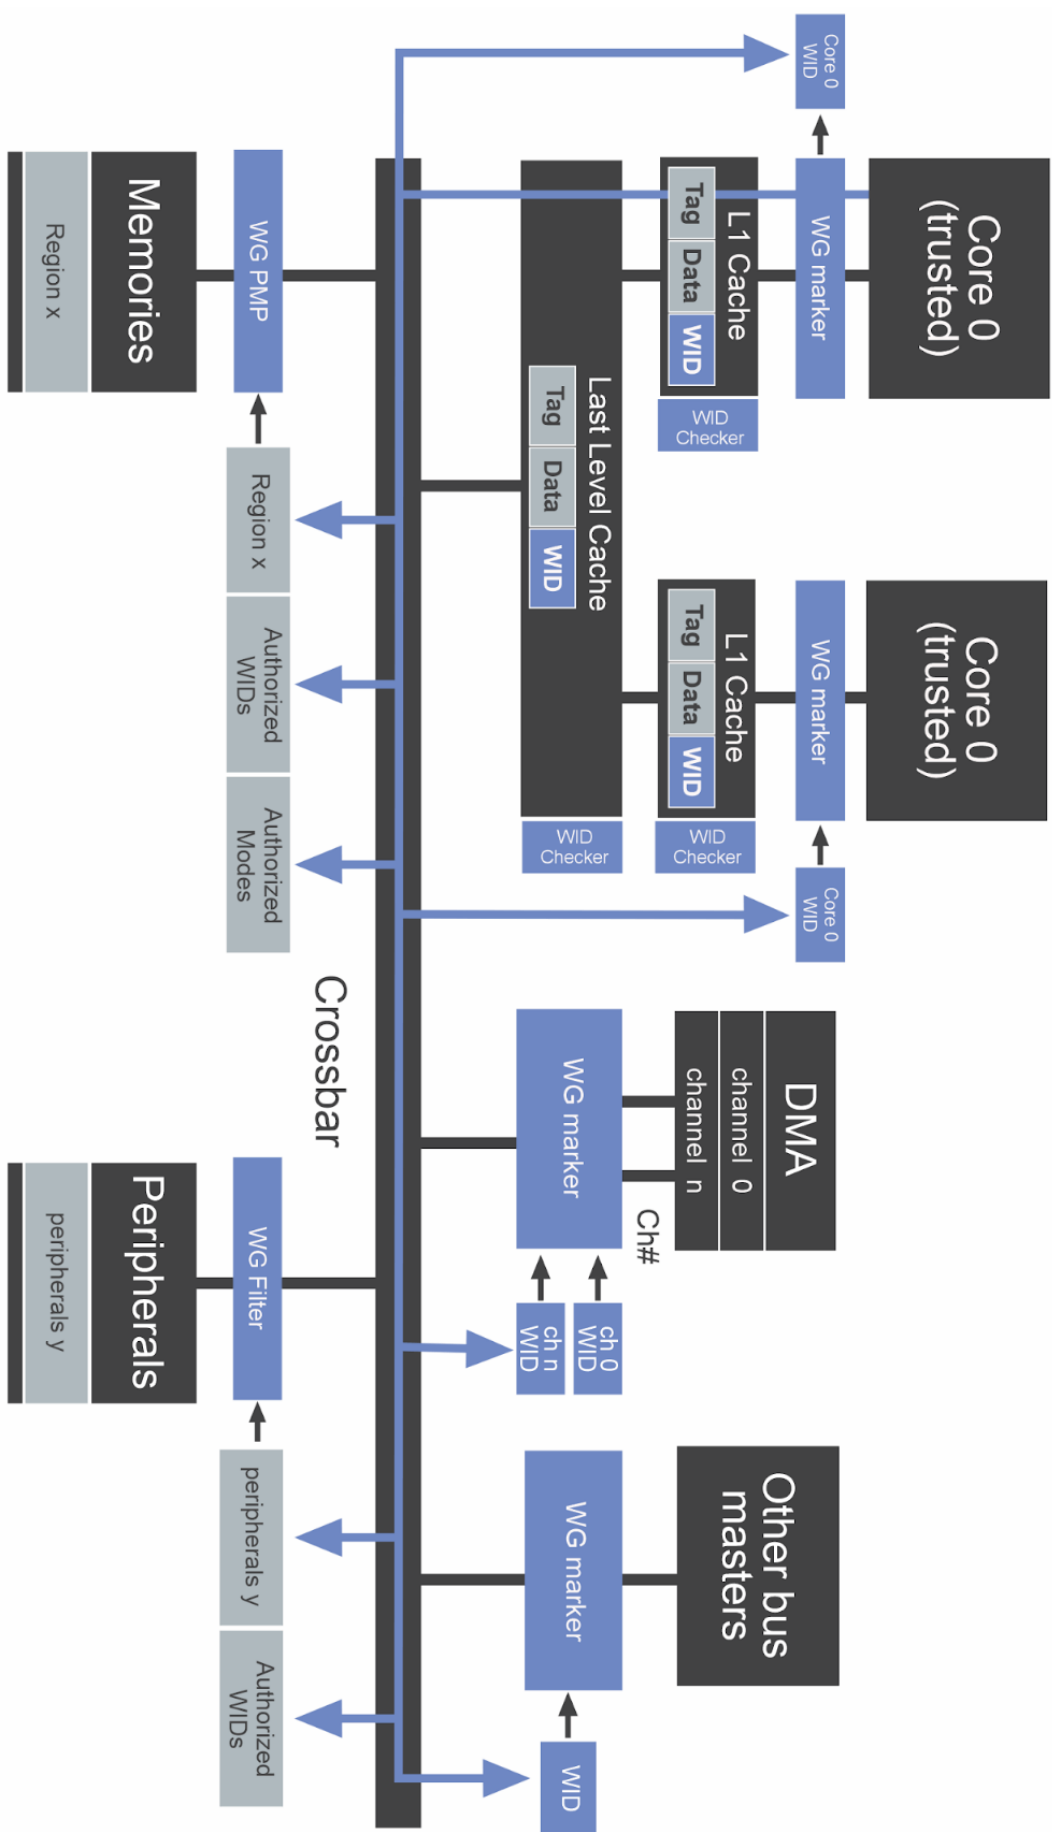 Core 0
(trusted)
Core 0
(trusted)
Core 0
WID
WG marker
WG marker
Core 0
WID
DMA
channel 0
channel n
Ch#
Other bus
masters
L1 Cache
Tag
Data
WID
WID
Checker
L1 Cache
Tag
Data
WID
WID
Checker
Last Level Cache
Tag
Data
WID
WID
Checker
WG marker
ch 0
WID
ch n
WID
WG marker
WID
Crossbar
WG PMP
Region x
Authorized
WIDs
Authorized
Modes
WG Filter
peripherals y
Authorized
WIDs
Memories
Region x
Peripherals
peripherals y